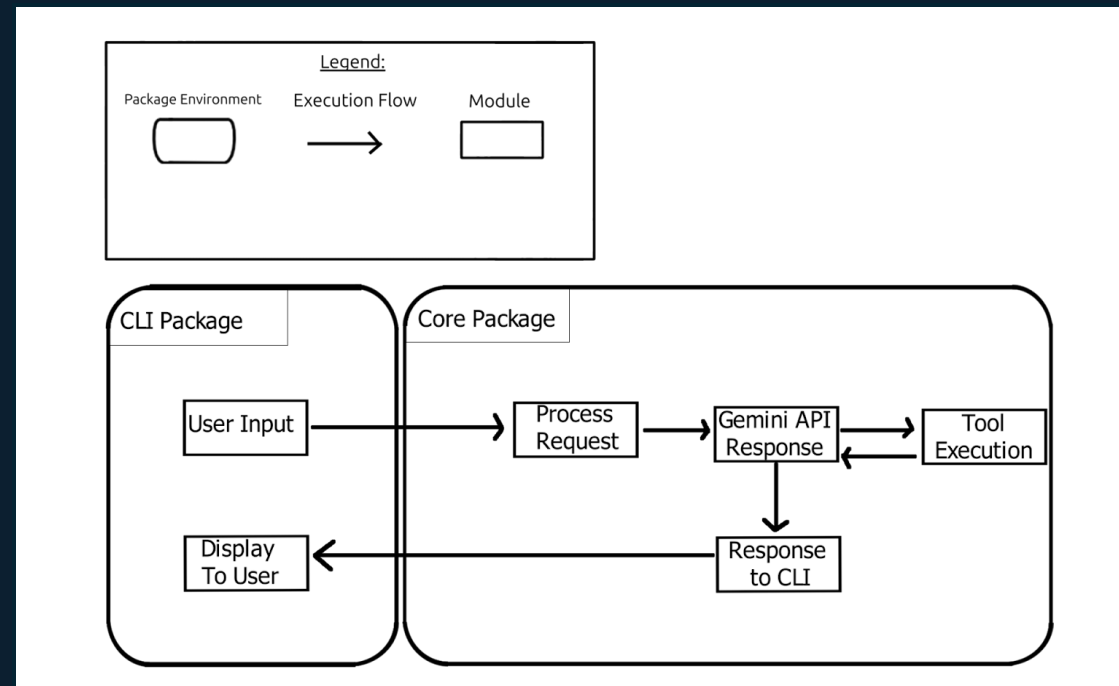 Legend:
Package Environment
Execution Flow
Module
CLI Package
Core Package
User Input
Process
Request
Gemini API
Response
Tool
Execution
Display
To User
Response
to CLI